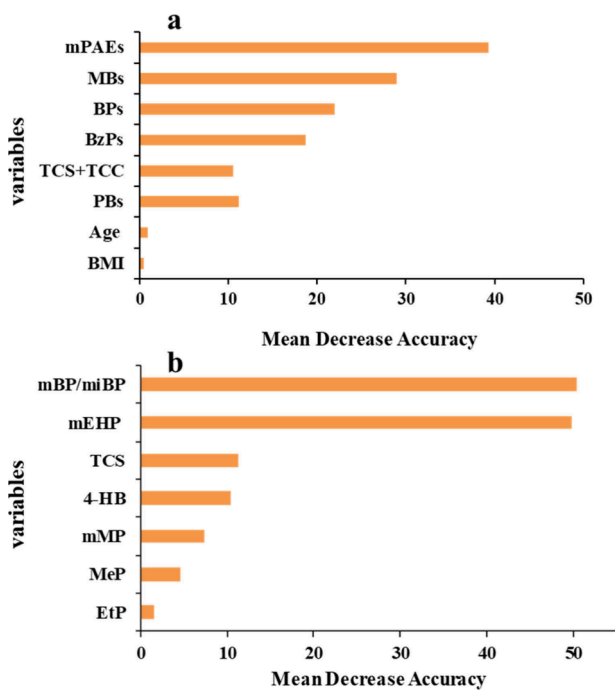 a
variables
mPAEs
MBs
BPs
BzPs
TCS+TCC
PBs
Age
BMI
0 10 20 30 40 50
Mean Decrease Accuracy
b
variables
mBP/miBP
mEHP
TCS
4-HB
mMP
MeP
EtP
0 10 20 30 40 50
Mean Decrease Accuracy